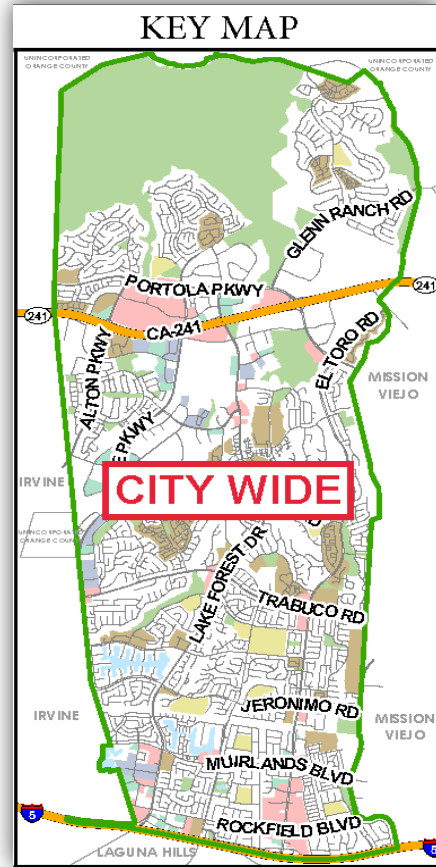 KEY MAP
UNINCORPORATED
ORANGE COUNTY
UNINCORPORATED
ORANGE COUNTY
GLENN RANCH RD
PORTOLA PKWY
241
241
CA-241
EL TORO RD
ALTON PKWY
MISSION
VIEJO
E PKWY
IRVINE
CITY WIDE
UNINCORPORATED
ORANGE COUNTY
LAKE FOREST DR
TRABUCO RD
IRVINE
JERONIMO RD
MISSION
VIEJO
MUIRLANDS BLVD
5
ROCKFIELD BLVD
5
LAGUNA HILLS